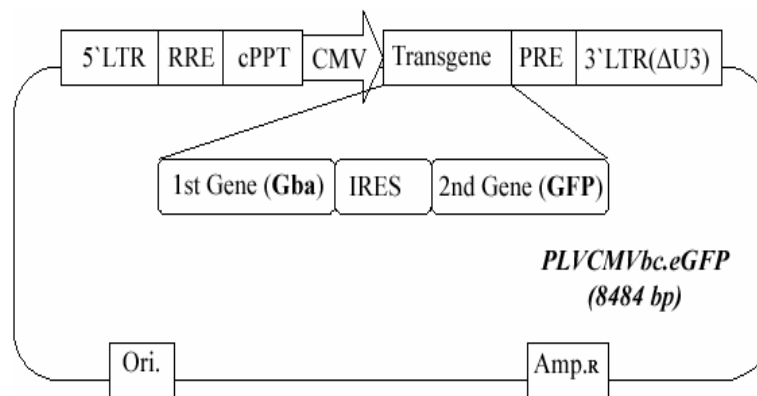 5`LTR RRE cPPT CMV Transgene PRE 3`LTR(ΔU3)
1st Gene (Gba) IRES 2nd Gene (GFP)
PLVCMVbc.eGFP
(8484 bp)
Ori. Amp.R